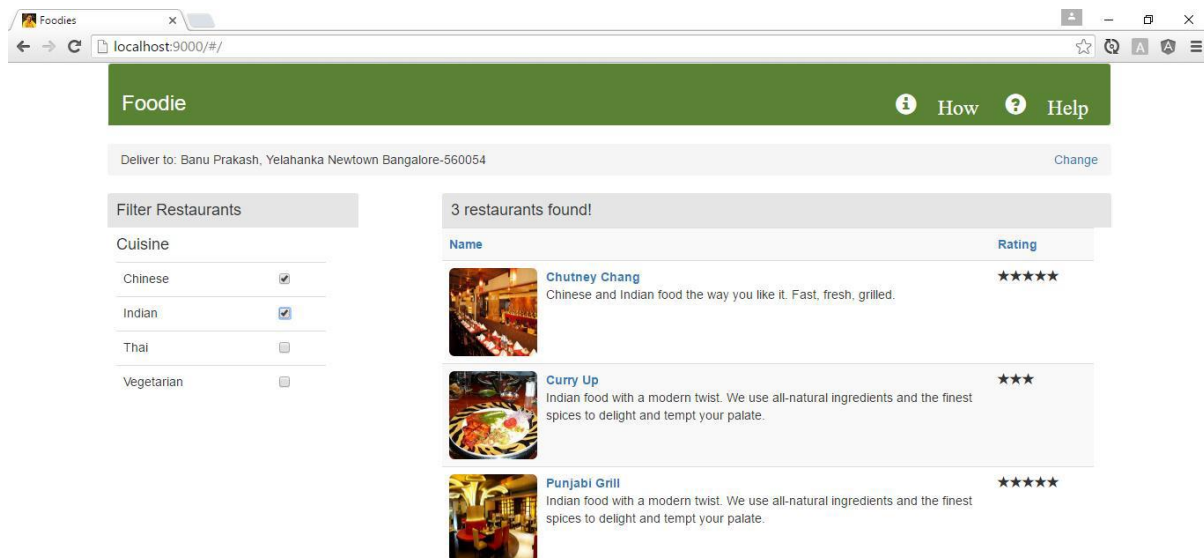 Foodies
localhost:9000/#/
Foodie
How
Help
Deliver to: Banu Prakash, Yelahanka Newtown Bangalore-560054
Change
Filter Restaurants
Cuisine
Chinese
Indian
Thai
Vegetarian
3 restaurants found!
Name
Rating
Chutney Chang
Chinese and Indian food the way you like it. Fast, fresh, grilled.
Curry Up
Indian food with a modern twist. We use all-natural ingredients and the finest
spices to delight and tempt your palate.
Punjabi Grill
Indian food with a modern twist. We use all-natural ingredients and the finest
spices to delight and tempt your palate.